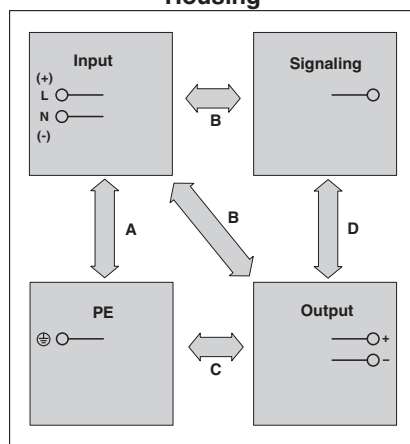 Housing
Input
(+)
L
N
(-)
Signaling
B
A
B
D
PE
Output
+
–
C